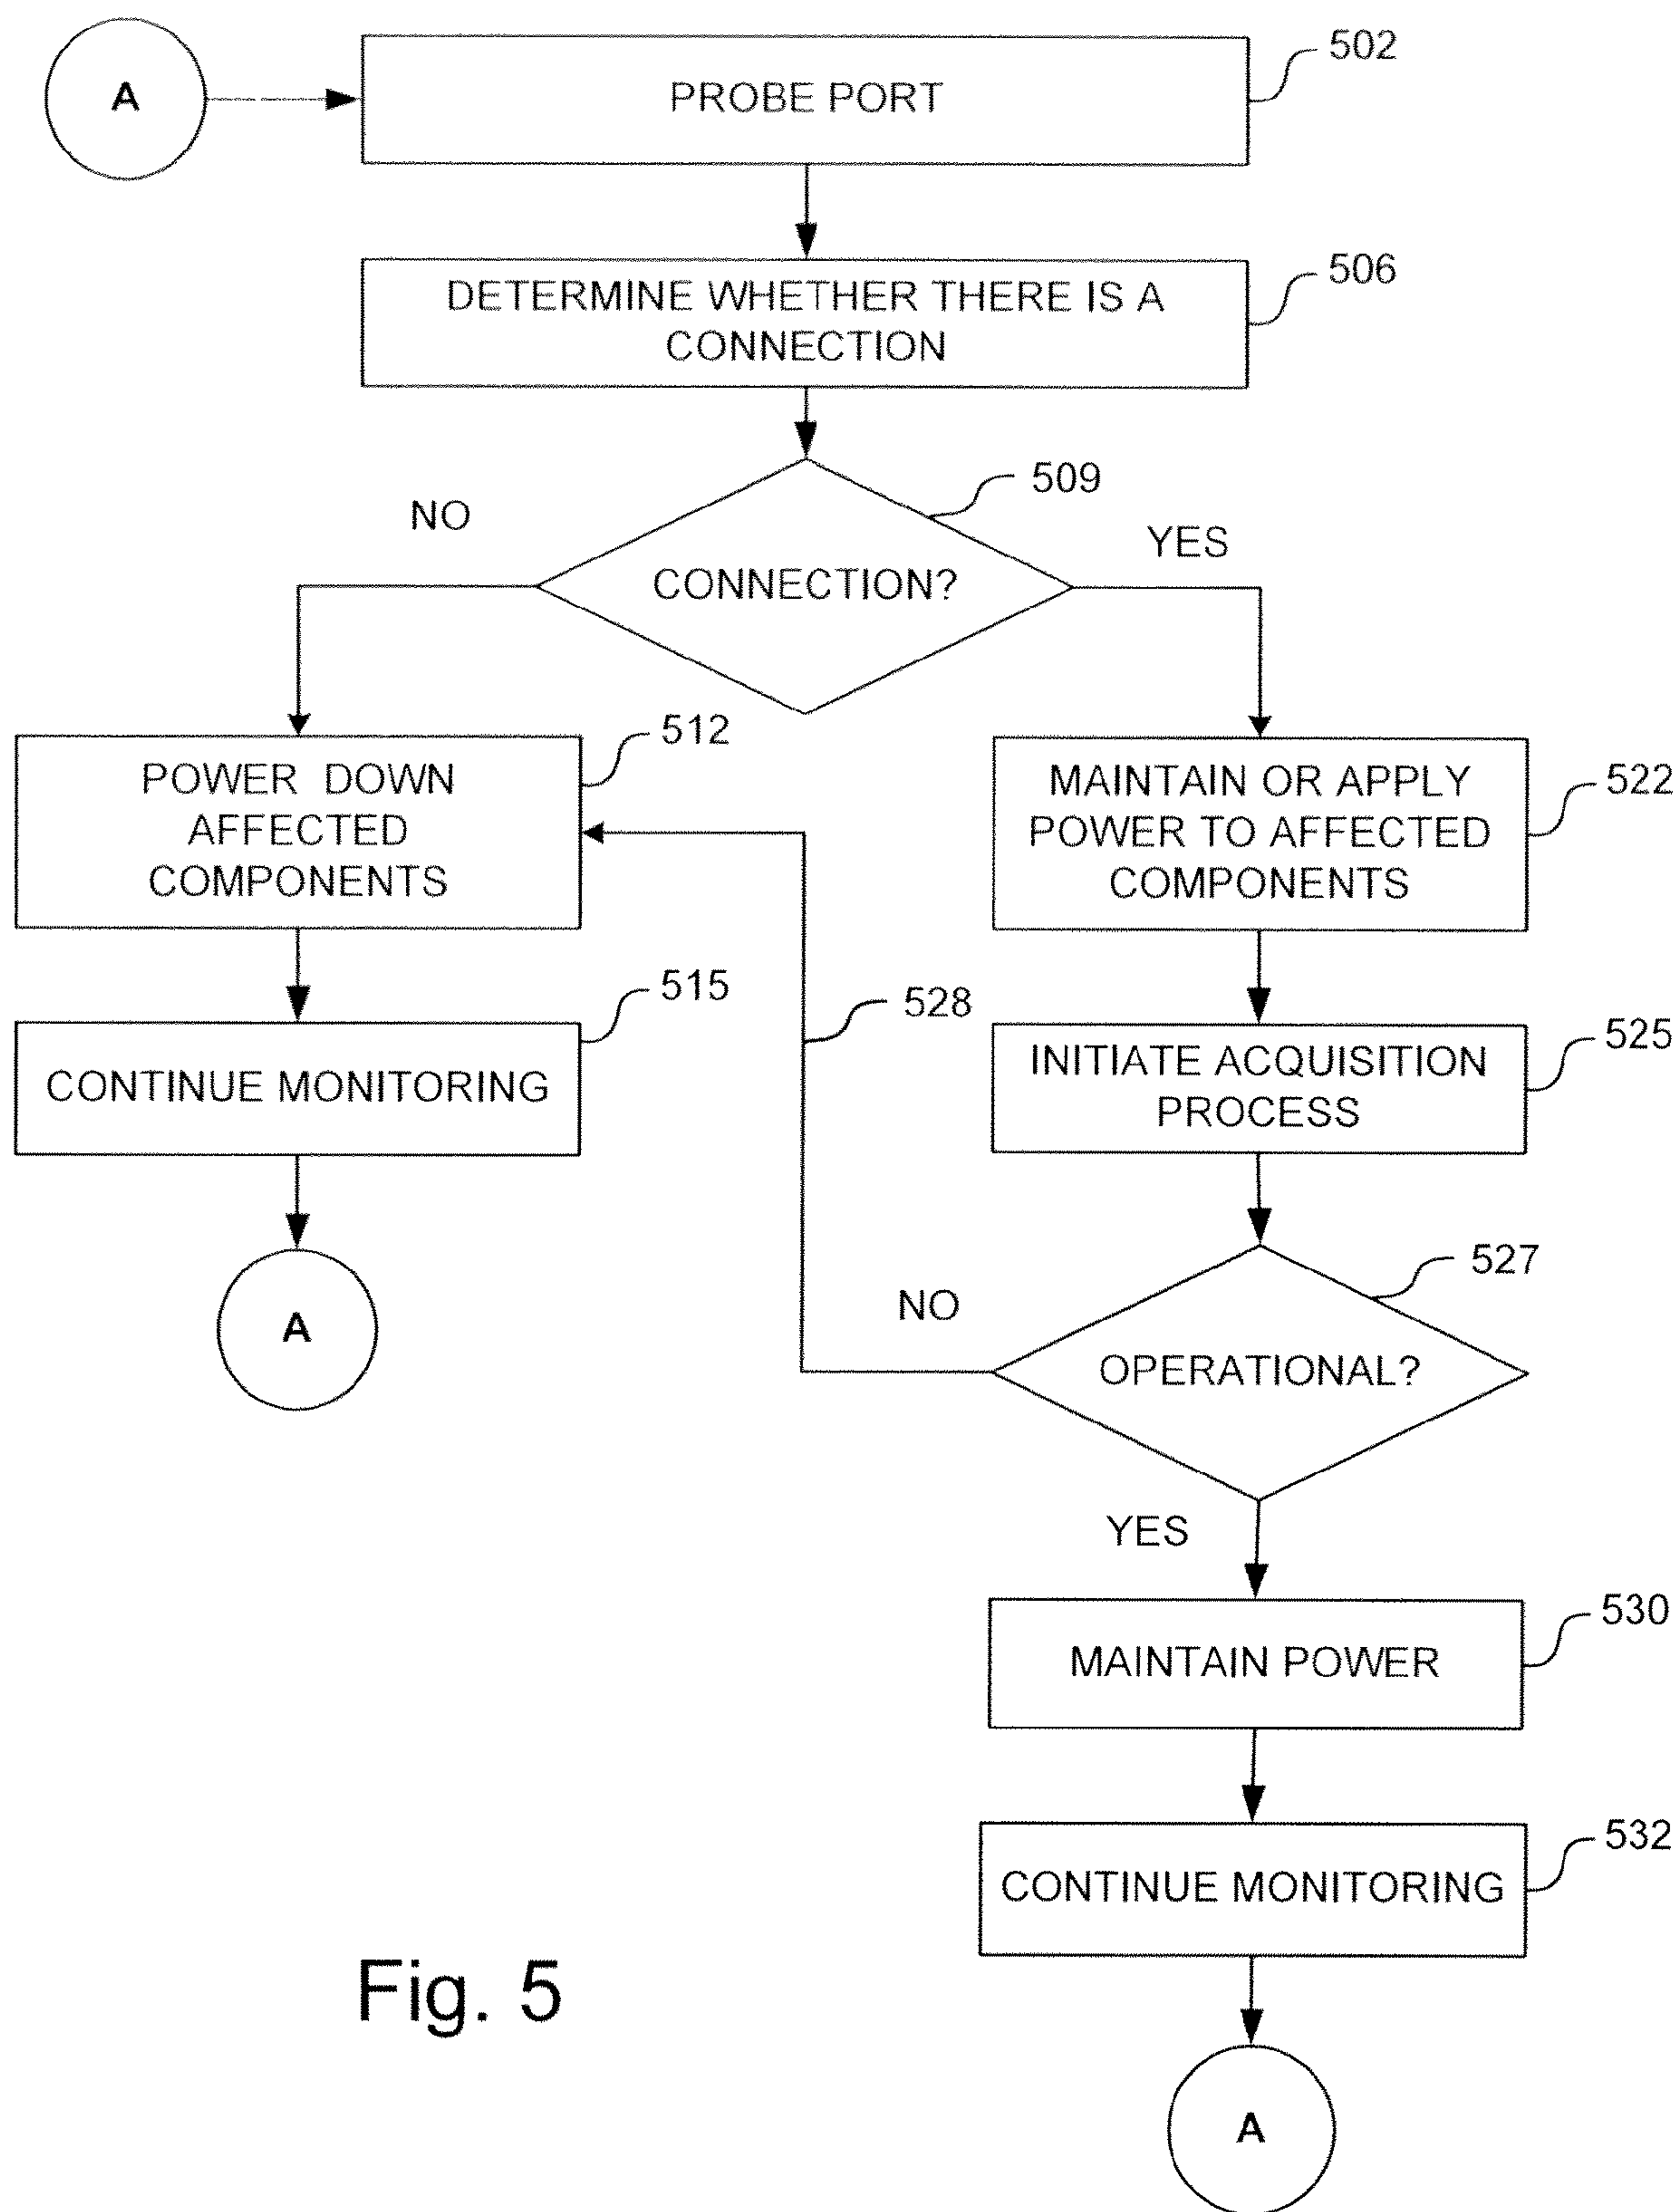 A
PROBE PORT
502
DETERMINE WHETHER THERE IS A
CONNECTION
506
CONNECTION?
509
NO
YES
POWER DOWN
AFFECTED
COMPONENTS
512
CONTINUE MONITORING
515
A
MAINTAIN OR APPLY
POWER TO AFFECTED
COMPONENTS
522
INITIATE ACQUISITION
PROCESS
525
OPERATIONAL?
527
NO
528
YES
MAINTAIN POWER
530
CONTINUE MONITORING
532
A
Fig. 5